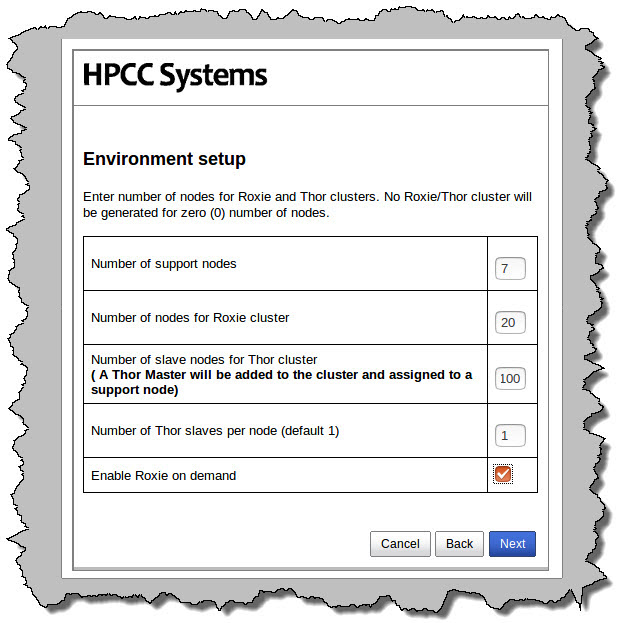 HPCC Systems
Environment setup
Enter number of nodes for Roxie and Thor clusters. No Roxie/Thor cluster will
be generated for zero (0) number of nodes.
Number of support nodes
7
Number of nodes for Roxie cluster
20
Number of slave nodes for Thor cluster
( A Thor Master will be added to the cluster and assigned to a
support node)
100
Number of Thor slaves per node (default 1)
1
Enable Roxie on demand
Cancel Back Next